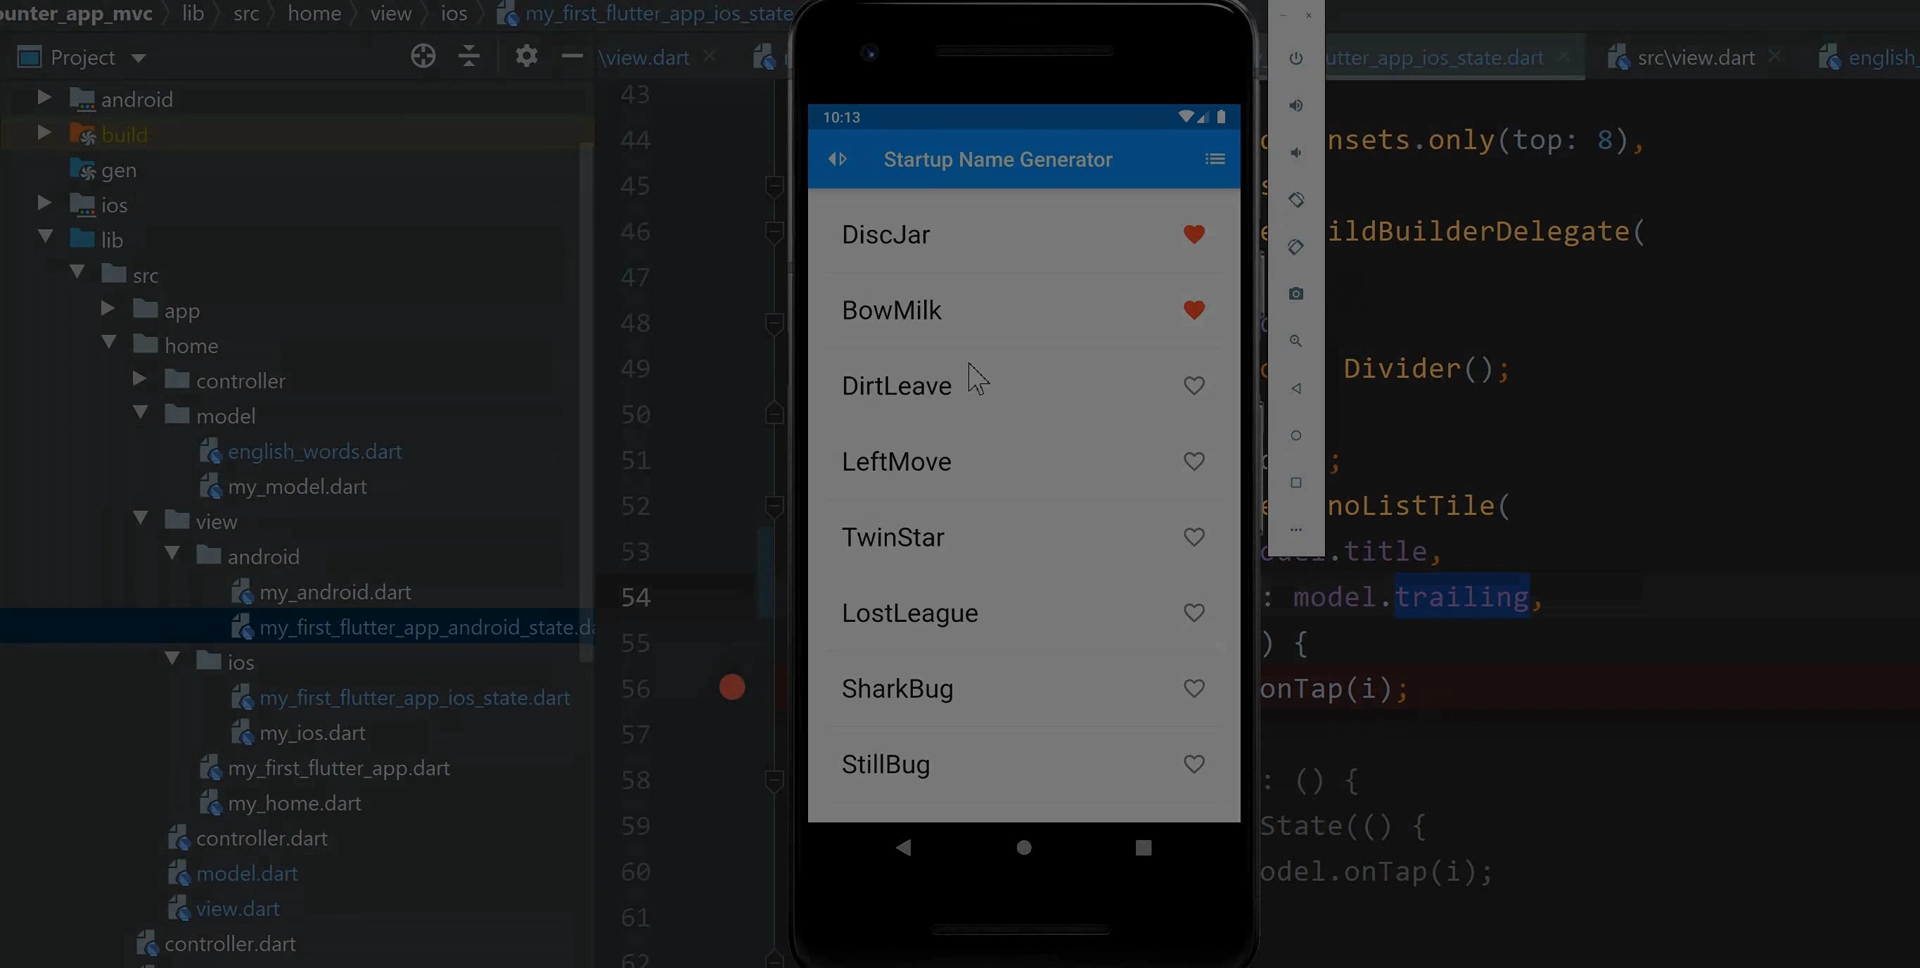 ounter_app_mvc lib src home view ios my_first_flutter_app_ios_state
Project
\view.dart
utter_app_ios_state.dart
src\view.dart
english_
android
build
gen
ios
lib
src
app
home
controller
model
english_words.dart
my_model.dart
view
android
my_android.dart
my_first_flutter_app_android_state.da
ios
my_first_flutter_app_ios_state.dart
my_ios.dart
my_first_flutter_app.dart
my_home.dart
controller.dart
model.dart
view.dart
controller.dart
43
44
45
46
47
48
49
50
51
52
53
54
55
56
57
58
59
60
61
62
10:13
Startup Name Generator
DiscJar
BowMilk
DirtLeave
LeftMove
TwinStar
LostLeague
SharkBug
StillBug
nsets.only(top: 8),
ildBuilderDelegate(
Divider();
;
noListTile(
del.title,
: model.trailing,
) {
onTap(i);
: () {
State(() {
odel.onTap(i);